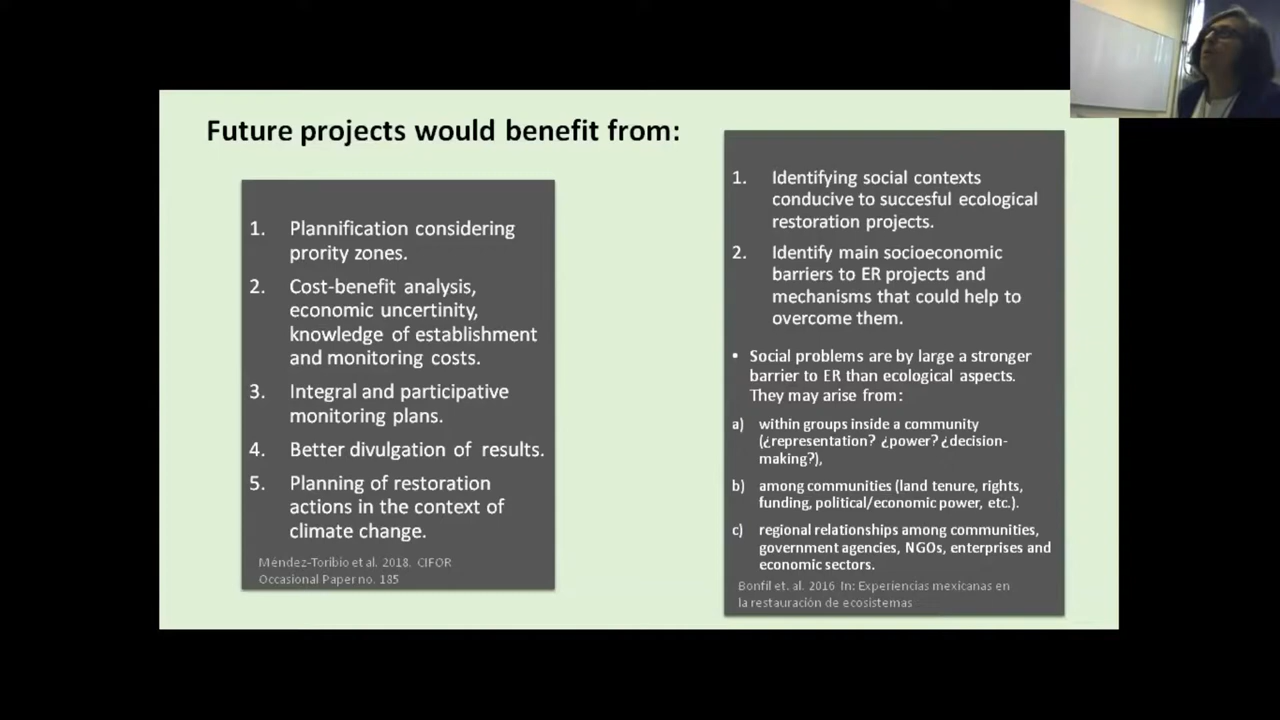 Future projects would benefit from:
1. Plannification considering
prority zones.
2. Cost-benefit analysis,
economic uncertinity,
knowledge of establishment
and monitoring costs.
3. Integral and participative
monitoring plans.
4. Better divulgation of results.
5. Planning of restoration
actions in the context of
climate change.
Méndez-Toribio et al. 2018. CIFOR
Occasional Paper no. 185
1. Identifying social contexts
conducive to succesful ecological
restoration projects.
2. Identify main socioeconomic
barriers to ER projects and
mechanisms that could help to
overcome them.
• Social problems are by large a stronger
barrier to ER than ecological aspects.
They may arise from:
a) within groups inside a community
(¿representation? ¿power? ¿decision-
making?),
b) among communities (land tenure, rights,
funding, political/economic power, etc.).
c) regional relationships among communities,
government agencies, NGOs, enterprises and
economic sectors.
Bonfil et. al. 2016 In: Experiencias mexicanas en
la restauración de ecosistemas